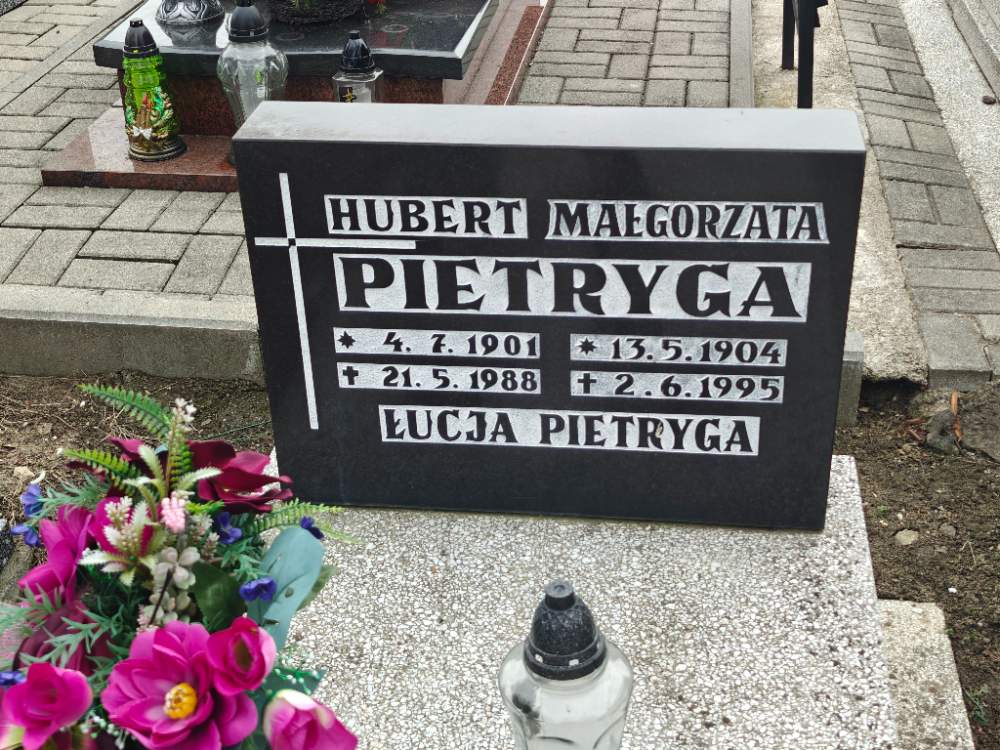 HUBERT MAŁGORZATA
PIETRYGA
* 4. 7. 1901 * 13. 5. 1904
✝ 21. 5. 1988 ✝ 2. 6. 1995
ŁUCJA PIETRYGA